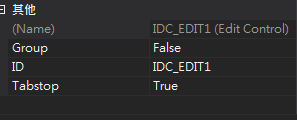 其他
(Name) IDC_EDIT1 (Edit Control)
Group False
ID IDC_EDIT1
Tabstop True